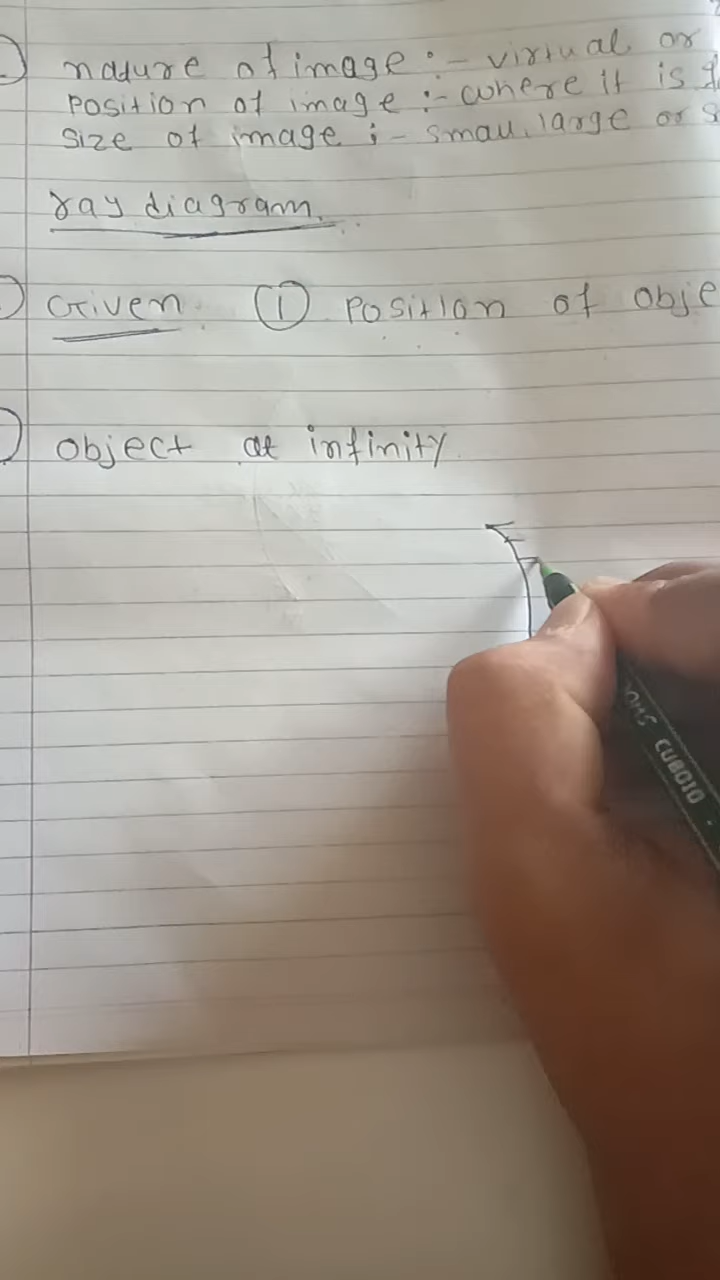 nature of image :- virtual or
Position of image :- where it is
Size of image :- small, large or
ray diagram.
Given. ① Position of obje
object at infinity
DOMS CUBOID